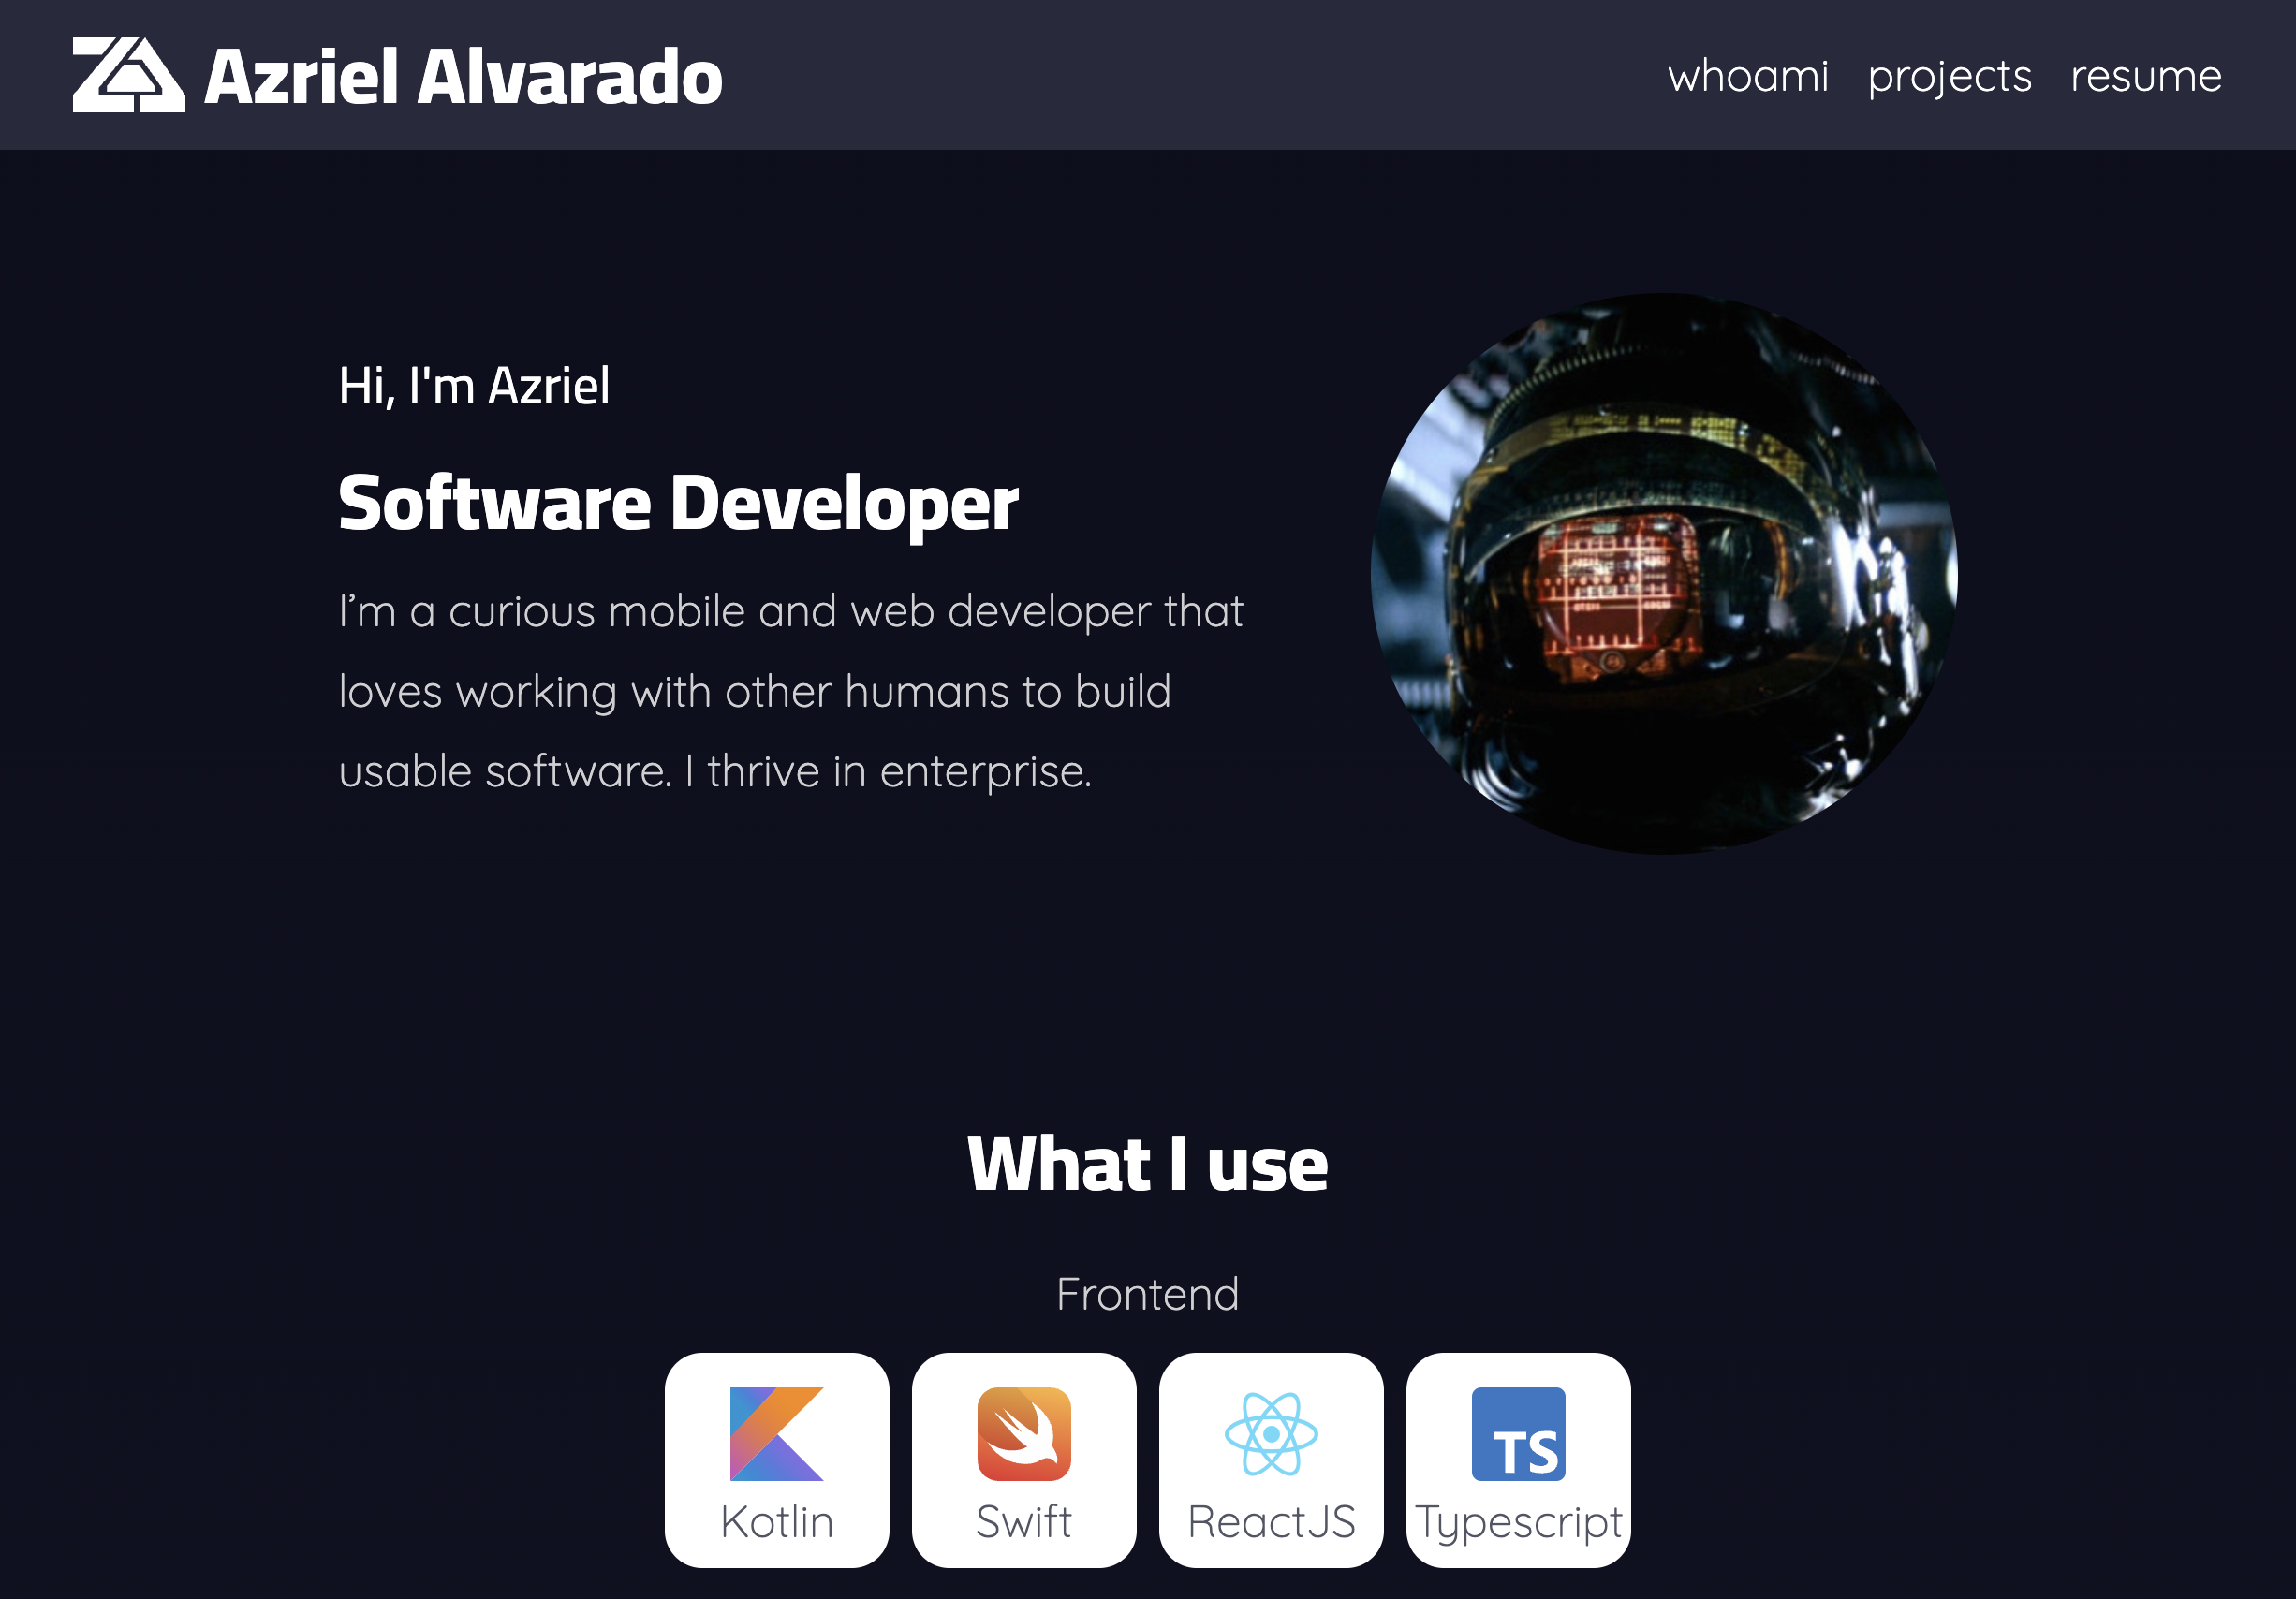 Azriel Alvarado
whoami projects resume
Hi, I'm Azriel
Software Developer
I’m a curious mobile and web developer that
loves working with other humans to build
usable software. I thrive in enterprise.
What I use
Frontend
TS
Kotlin Swift ReactJS Typescript